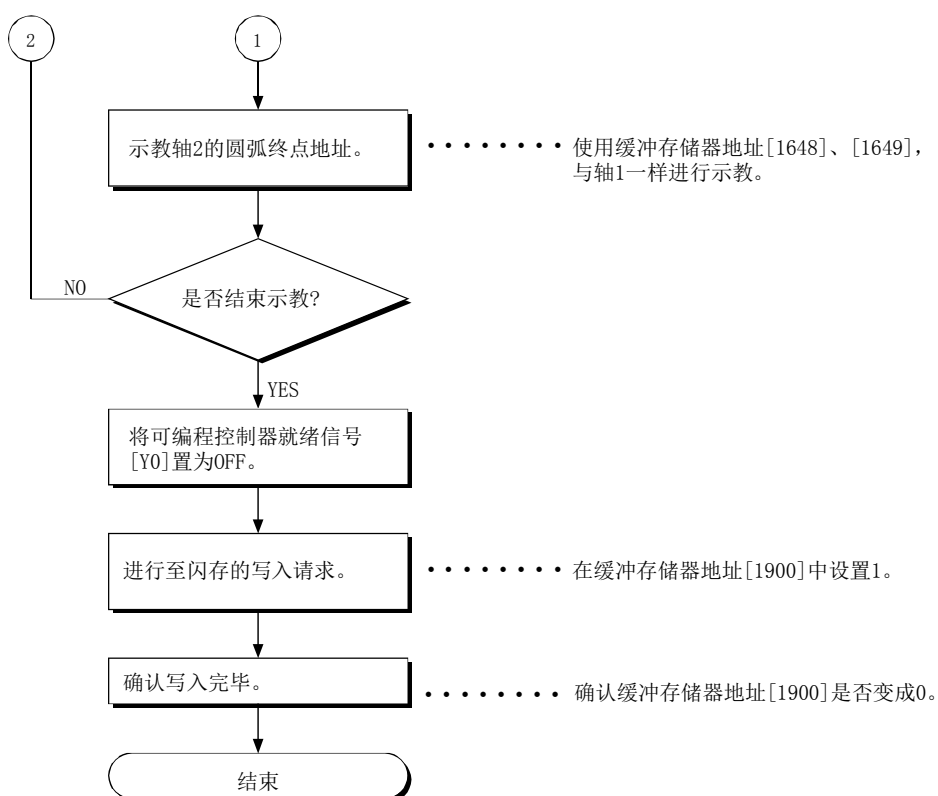 2
1
示教轴2的圆弧终点地址。
使用缓冲存储器地址[1648]、[1649],
与轴1一样进行示教。
NO
是否结束示教?
YES
将可编程控制器就绪信号
[Y0]置为OFF。
进行至闪存的写入请求。
在缓冲存储器地址[1900]中设置1。
确认写入完毕。
确认缓冲存储器地址[1900]是否变成0。
结束